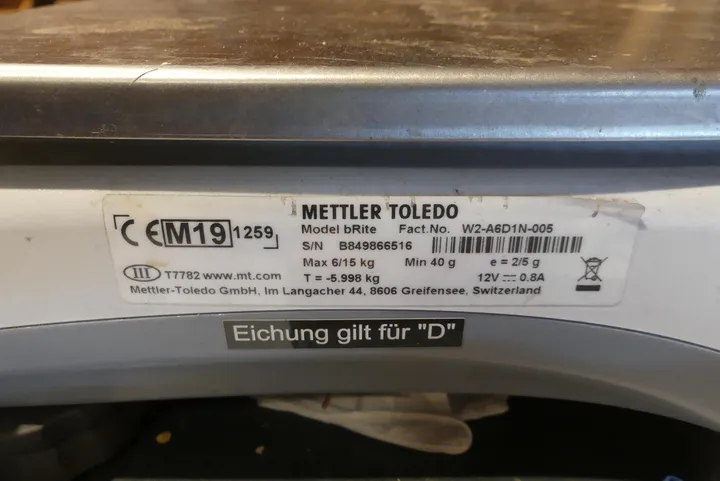 CE M19 1259
METTLER TOLEDO
Model bRite Fact.No. W2-A6D1N-005
S/N B849866516
Max 6/15 kg Min 40 g e = 2/5 g
III T7782 www.mt.com T = -5.998 kg 12V ⎓ 0.8A
Mettler-Toledo GmbH, Im Langacher 44, 8606 Greifensee, Switzerland
Eichung gilt für "D"